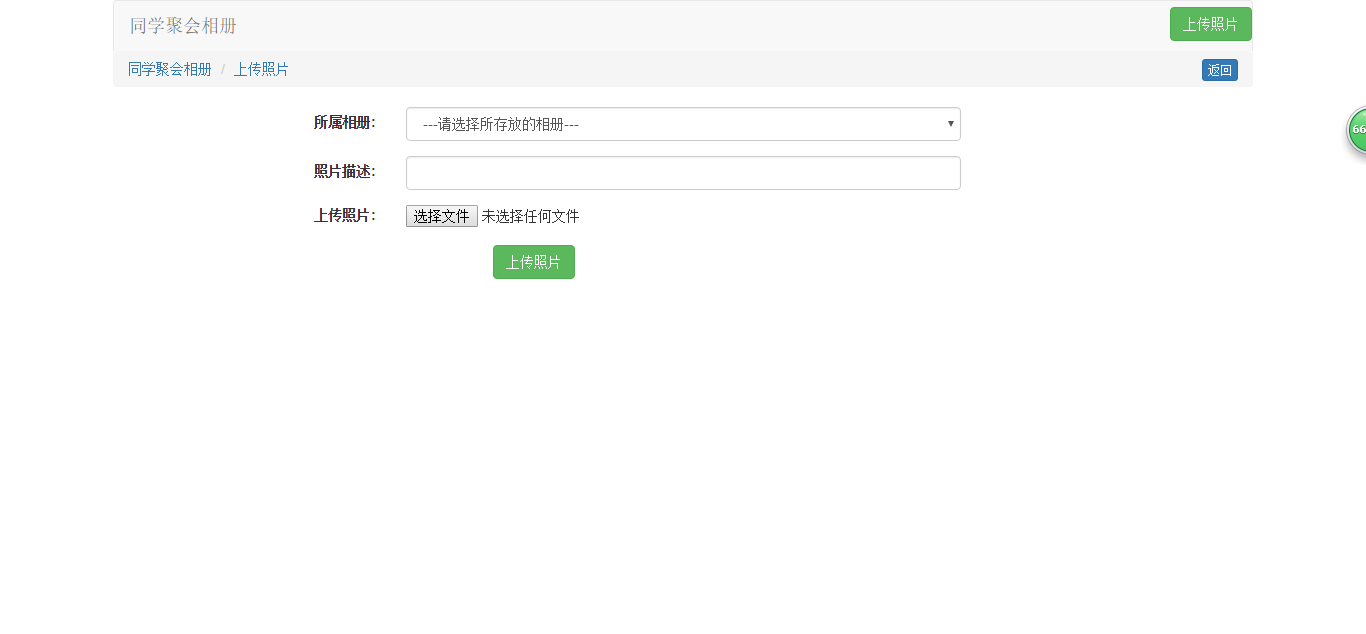 同学聚会相册 上传照片
同学聚会相册 / 上传照片 返回
所属相册: ---请选择所存放的相册---
66
照片描述:
上传照片: 选择文件 未选择任何文件
上传照片